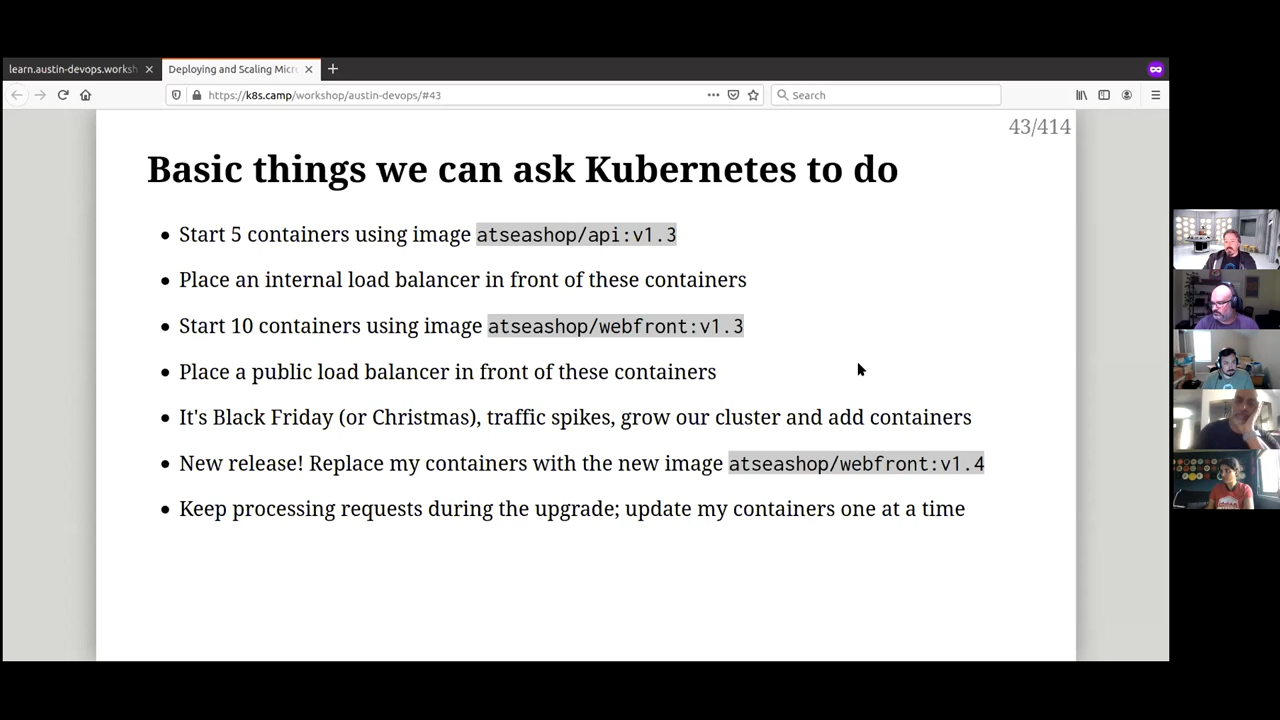 learn.austin-devops.worksh
Deploying and Scaling Micr
https://k8s.camp/workshop/austin-devops/#43
Search
43/414
Basic things we can ask Kubernetes to do
• Start 5 containers using image atseashop/api:v1.3
• Place an internal load balancer in front of these containers
• Start 10 containers using image atseashop/webfront:v1.3
• Place a public load balancer in front of these containers
• It's Black Friday (or Christmas), traffic spikes, grow our cluster and add containers
• New release! Replace my containers with the new image atseashop/webfront:v1.4
• Keep processing requests during the upgrade; update my containers one at a time